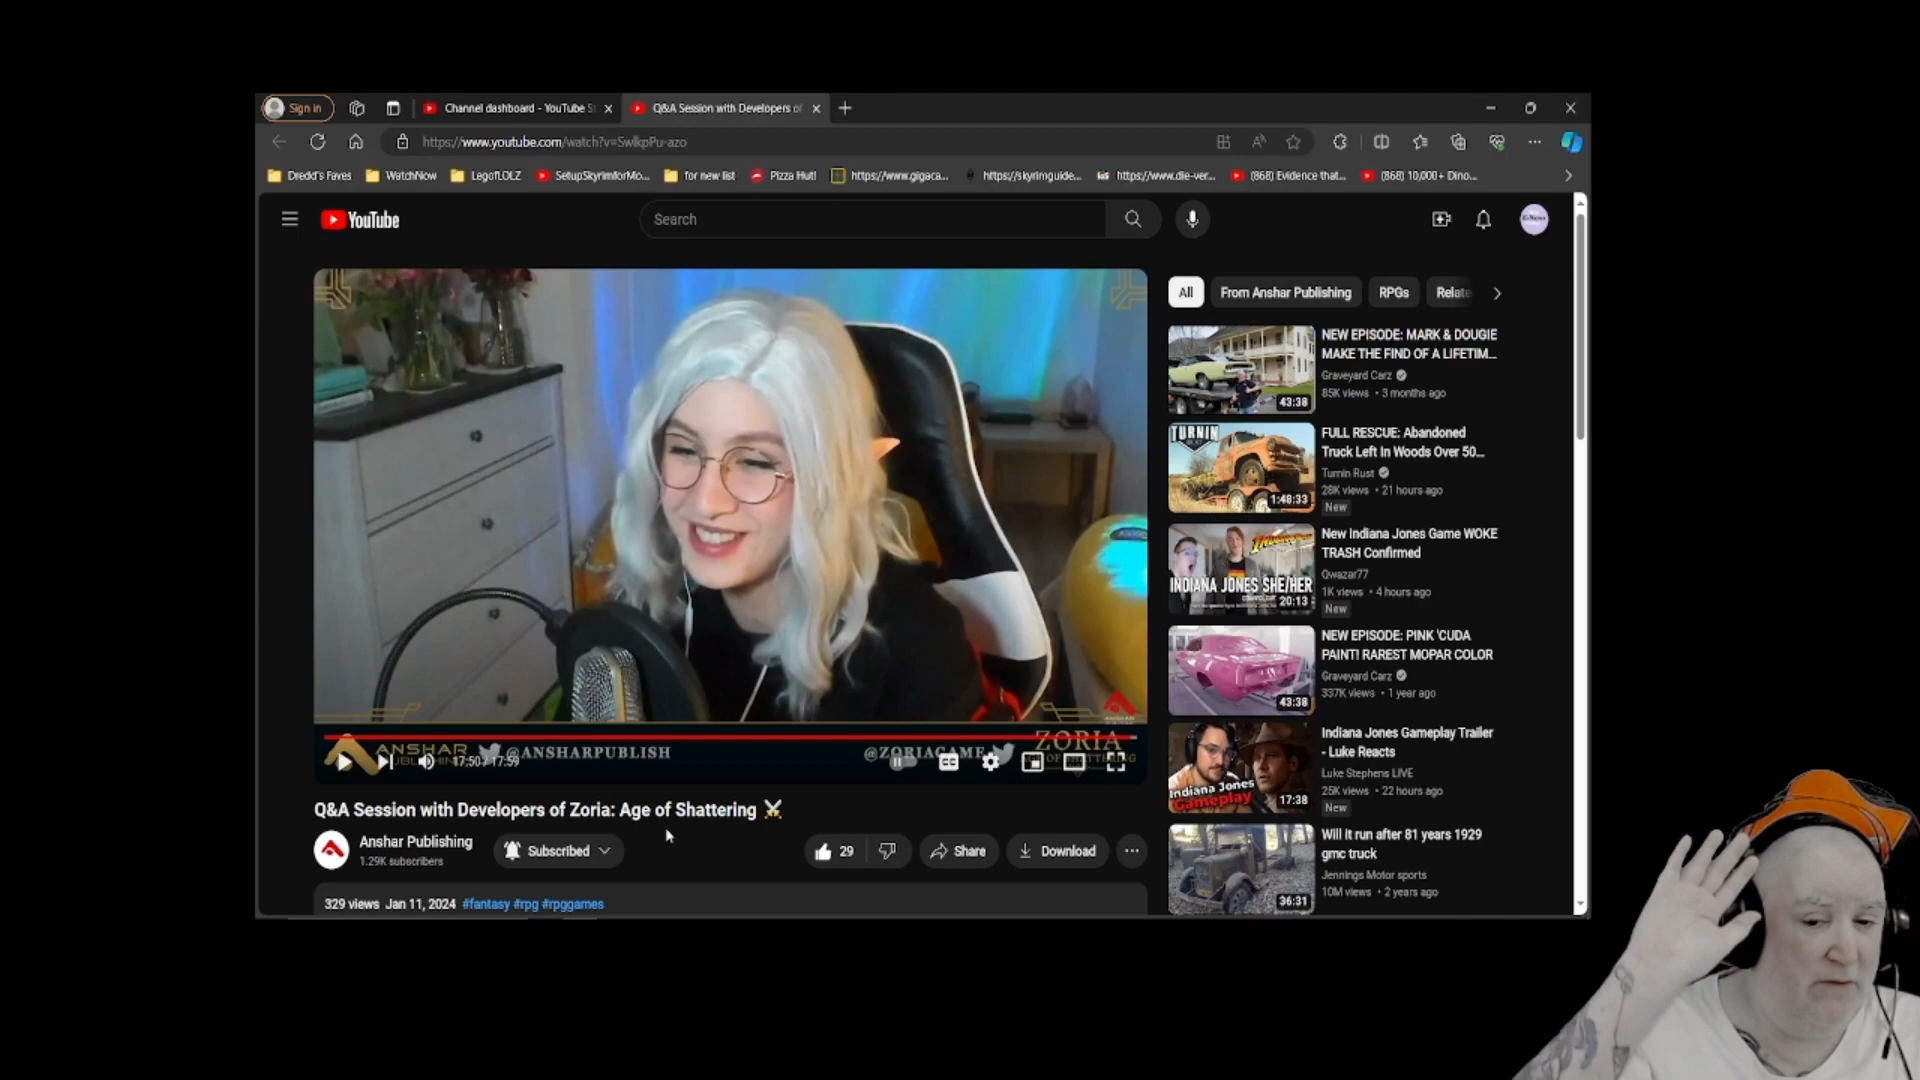 Sign in
Channel dashboard - YouTube S
Q&A Session with Developers of
https://www.youtube.com/watch?v=SwlkpPu-azo
Dredd's Faves
WatchNow
LegofLOLZ
SetupSkyrimforMo...
for new list
Pizza Hut!
https://www.gigaca...
https://skyrimguide...
https://www.die-ver...
(868) Evidence that...
(868) 10,000+ Dino...
YouTube
Search
All
From Anshar Publishing
RPGs
Relate
ANSHAR
@ANSHARPUBLISH
@ZORIAGAME
ZORIA
17:50 / 17:59
CC
Q&A Session with Developers of Zoria: Age of Shattering
Anshar Publishing
1.29K subscribers
Subscribed
29
Share
Download
329 views Jan 11, 2024 #fantasy #rpg #rpggames
43:38
NEW EPISODE: MARK & DOUGIE
MAKE THE FIND OF A LIFETIM...
Graveyard Carz
85K views • 3 months ago
TURNIN
1:48:33
FULL RESCUE: Abandoned
Truck Left In Woods Over 50...
Turnin Rust
28K views • 21 hours ago
New
INDIANA JONES SHE/HER
20:13
New Indiana Jones Game WOKE
TRASH Confirmed
Qwazar77
1K views • 4 hours ago
New
43:38
NEW EPISODE: PINK 'CUDA
PAINT! RAREST MOPAR COLOR
Graveyard Carz
337K views • 1 year ago
Indiana Jones
Gameplay
17:38
Indiana Jones Gameplay Trailer
- Luke Reacts
Luke Stephens LIVE
25K views • 22 hours ago
New
36:31
Will it run after 81 years 1929
gmc truck
Jennings Motor sports
10M views • 2 years ago